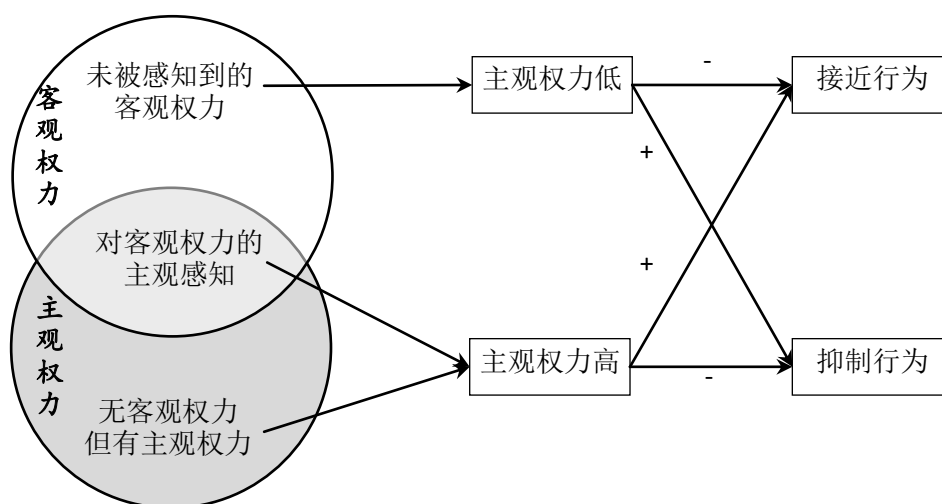 客观权力
未被感知到的
客观权力
对客观权力的
主观感知
主观权力
无客观权力
但有主观权力
主观权力低
主观权力高
-
+
+
-
接近行为
抑制行为